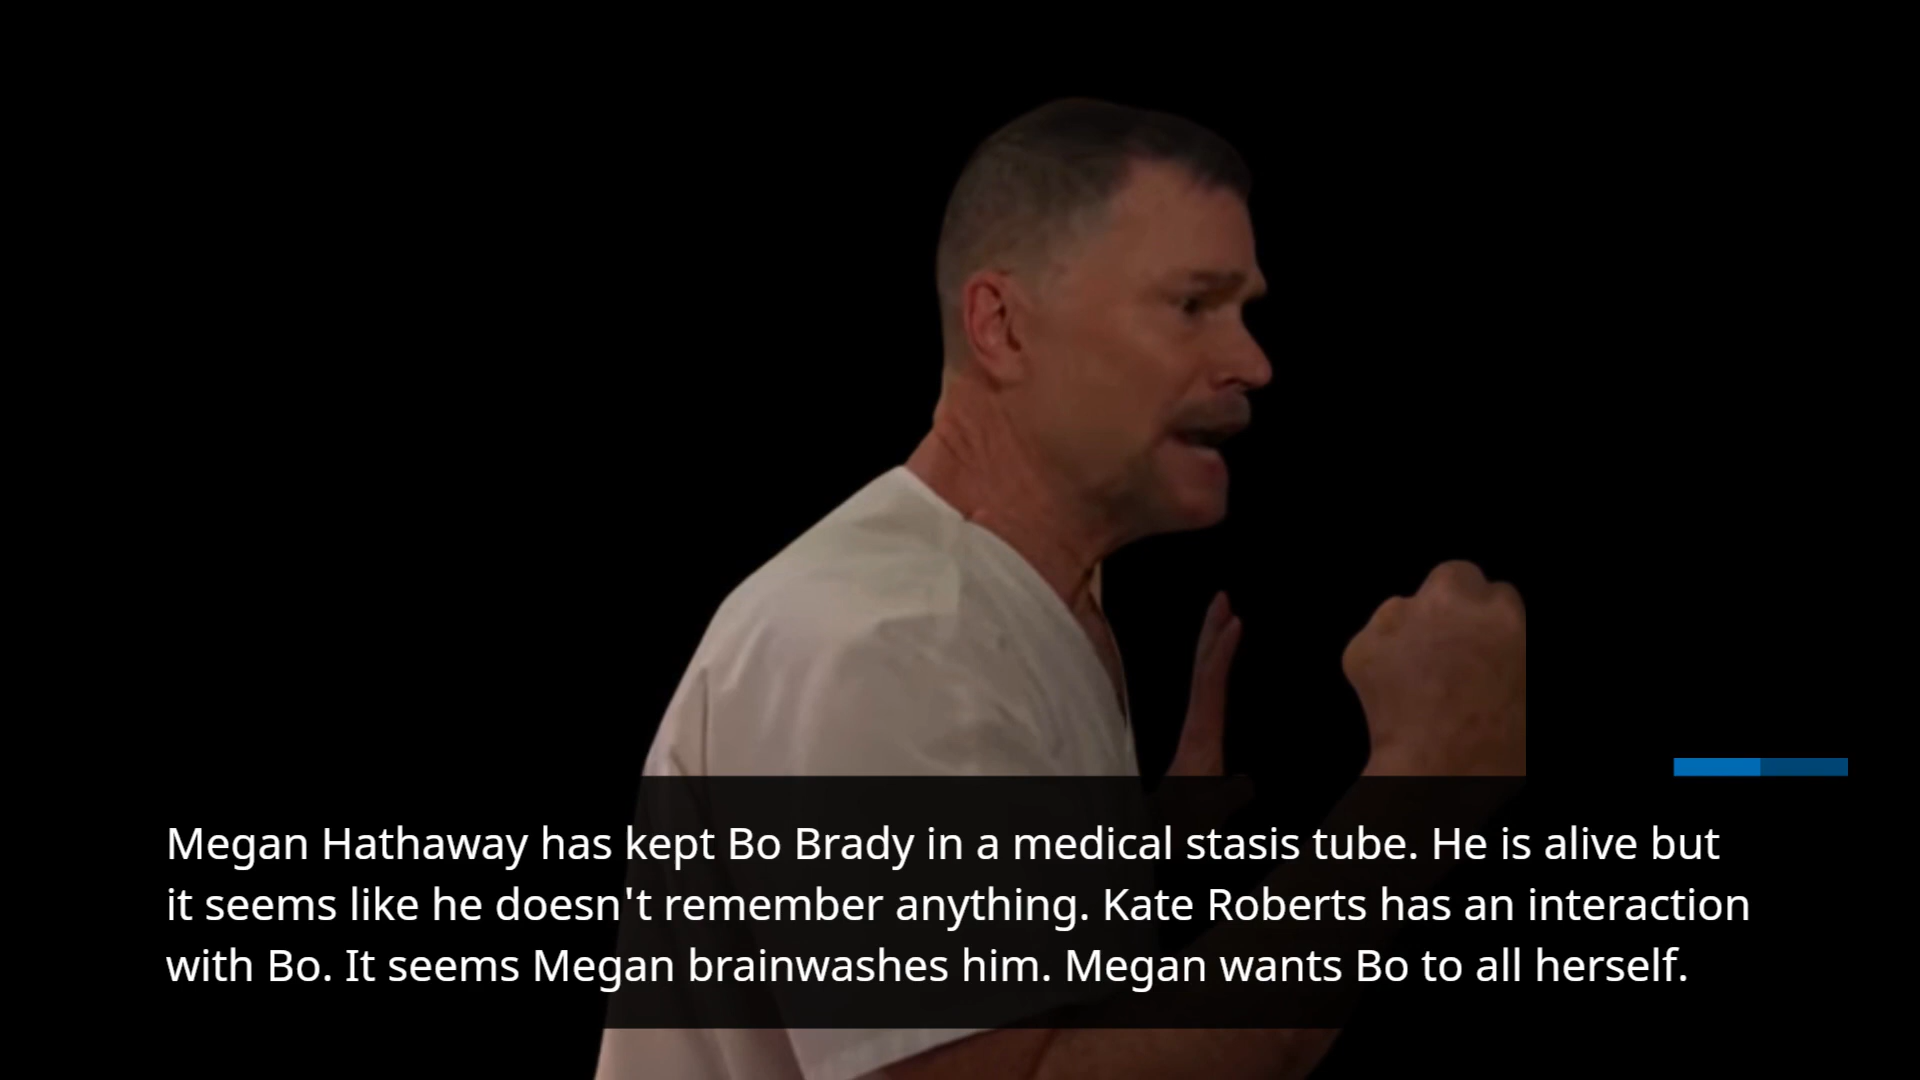 Megan Hathaway has kept Bo Brady in a medical stasis tube. He is alive but
it seems like he doesn't remember anything. Kate Roberts has an interaction
with Bo. It seems Megan brainwashes him. Megan wants Bo to all herself.